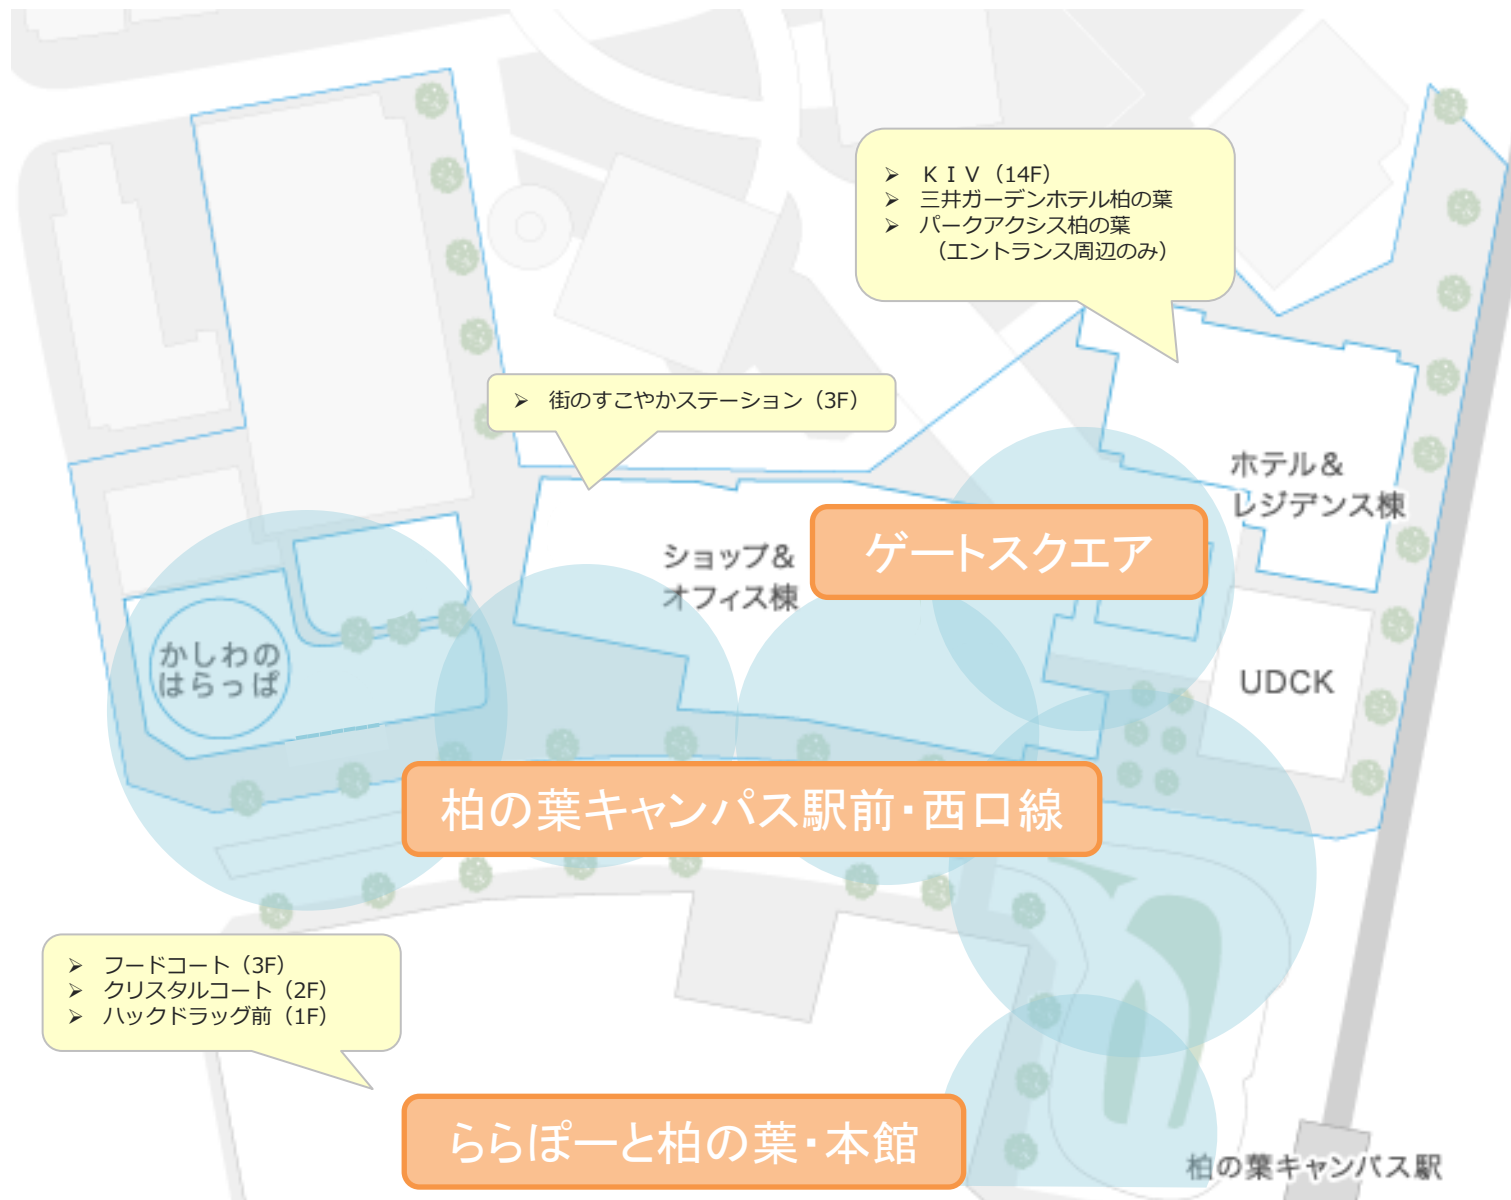 ➢ ＫＩＶ（14F）
➢ 三井ガーデンホテル柏の葉
➢ パークアクシス柏の葉
（エントランス周辺のみ）
➢ 街のすこやかステーション（3F）
ホテル＆
レジデンス棟
ゲートスクエア
ショップ＆
オフィス棟
かしわの
はらっぱ
UDCK
柏の葉キャンパス駅前・西口線
➢ フードコート（3F）
➢ クリスタルコート（2F）
➢ ハックドラッグ前（1F）
ららぽーと柏の葉・本館
柏の葉キャンパス駅